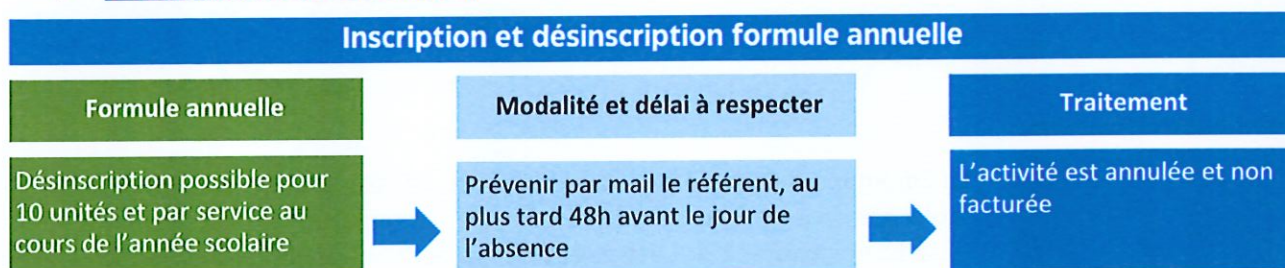 Inscription et désinscription formule annuelle
Formule annuelle
Modalité et délai à respecter
Traitement
Désinscription possible pour
10 unités et par service au
cours de l'année scolaire
Prévenir par mail le référent, au
plus tard 48h avant le jour de
l'absence
L'activité est annulée et non
facturée